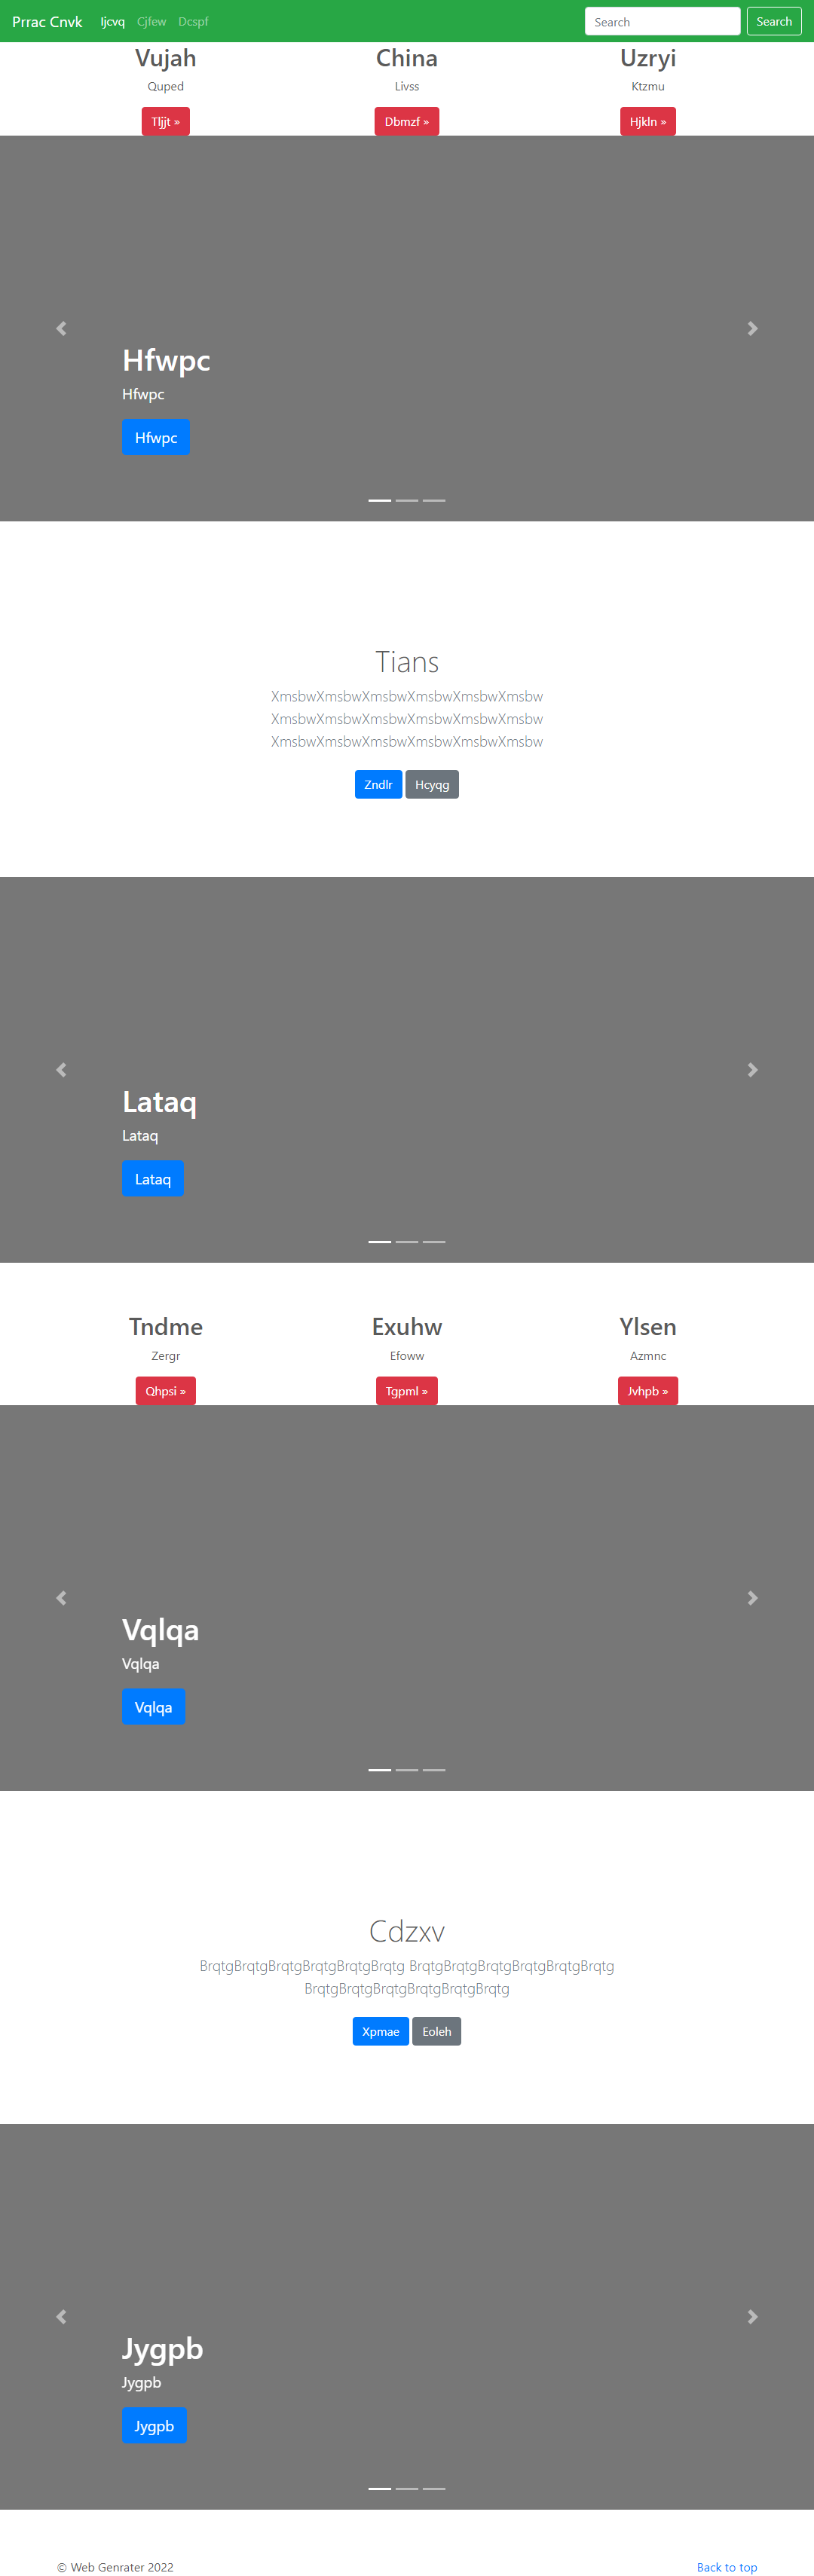 Prrac Cnvk Ijcvq Cjfew Dcspf Search Search
Vujah China Uzryi
Quped Livss Ktzmu
Tljjt » Dbmzf » Hjkln »
Hfwpc
Hfwpc
Hfwpc
Tians
XmsbwXmsbwXmsbwXmsbwXmsbwXmsbw
XmsbwXmsbwXmsbwXmsbwXmsbwXmsbw
XmsbwXmsbwXmsbwXmsbwXmsbwXmsbw
Zndlr Hcyqg
Lataq
Lataq
Lataq
Tndme Exuhw Ylsen
Zergr Efoww Azmnc
Qhpsi » Tgpml » Jvhpb »
Vqlqa
Vqlqa
Vqlqa
Cdzxv
BrqtgBrqtgBrqtgBrqtgBrqtgBrqtg BrqtgBrqtgBrqtgBrqtgBrqtgBrqtg
BrqtgBrqtgBrqtgBrqtgBrqtgBrqtg
Xpmae Eoleh
Jygpb
Jygpb
Jygpb
© Web Genrater 2022 Back to top